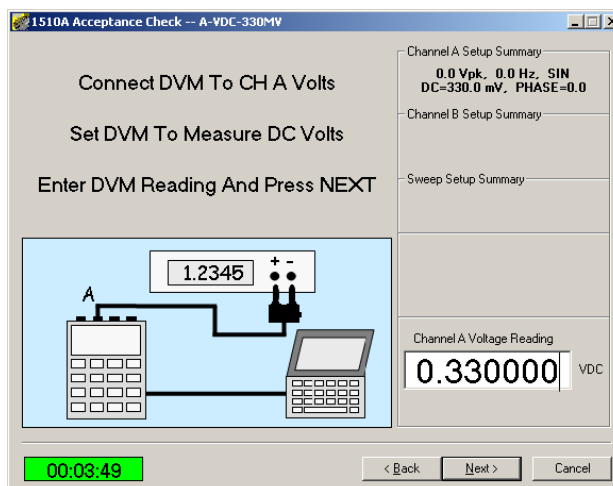 1510A Acceptance Check -- A-VDC-330MV
Connect DVM To CH A Volts
Set DVM To Measure DC Volts
Enter DVM Reading And Press NEXT
Channel A Setup Summary
0.0 Vpk, 0.0 Hz, SIN
DC=330.0 mV, PHASE=0.0
Channel B Setup Summary
Sweep Setup Summary
+ -
1.2345
A
Channel A Voltage Reading
0.330000 VDC
00:03:49
< Back
Next >
Cancel